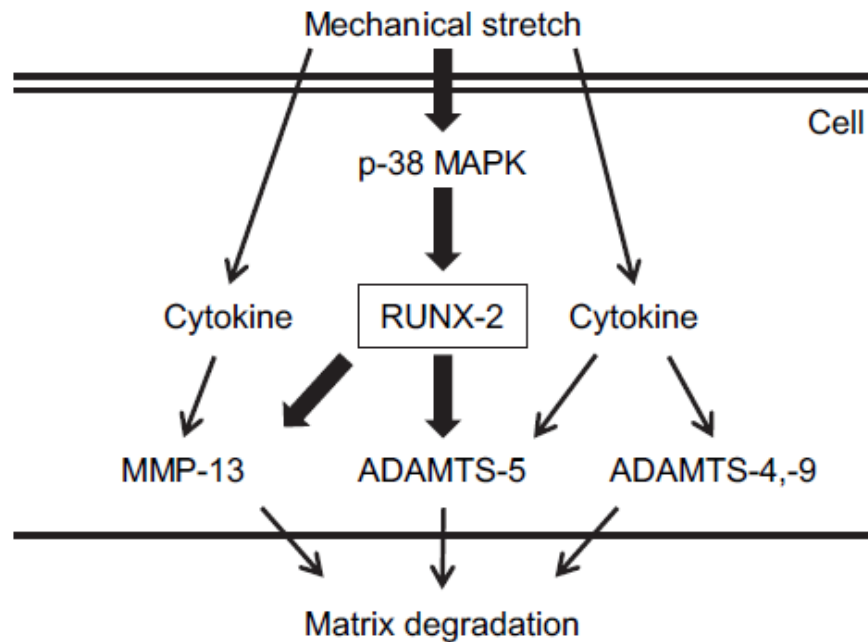 Mechanical stretch
Cell
p-38 MAPK
Cytokine
RUNX-2
Cytokine
MMP-13
ADAMTS-5
ADAMTS-4,-9
Matrix degradation